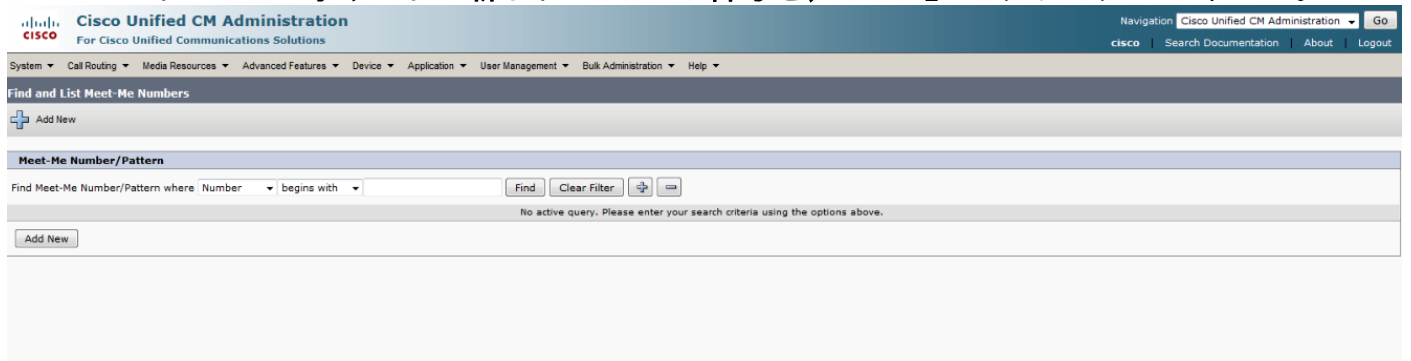 Cisco Unified CM Administration
Navigation Cisco Unified CM Administration Go
CISCO
For Cisco Unified Communications Solutions
cisco | Search Documentation | About | Logout
System Call Routing Media Resources Advanced Features Device Application User Management Bulk Administration Help
Find and List Meet-Me Numbers
Add New
Meet-Me Number/Pattern
Find Meet-Me Number/Pattern where Number begins with Find Clear Filter
No active query. Please enter your search criteria using the options above.
Add New